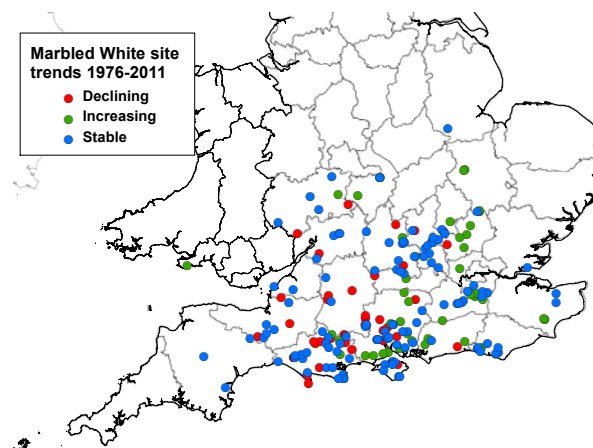 Marbled White site
trends 1976-2011
Declining
Increasing
Stable